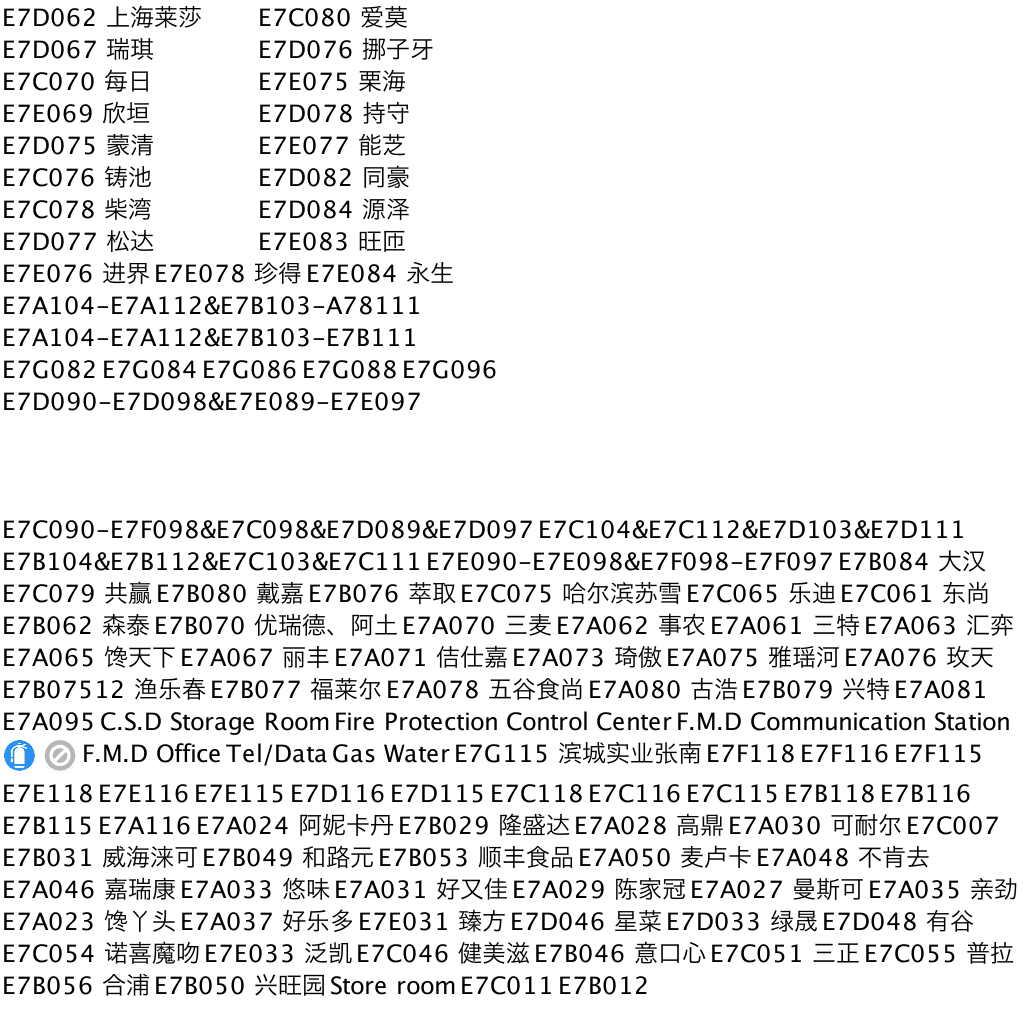 E7D062 上海莱莎 E7C080 爱莫
E7D067 瑞琪 E7D076 挪子牙
E7C070 每日 E7E075 栗海
E7E069 欣垣 E7D078 持守
E7D075 蒙清 E7E077 能芝
E7C076 铸池 E7D082 同豪
E7C078 柴湾 E7D084 源泽
E7D077 松达 E7E083 旺匝
E7E076 进界 E7E078 珍得 E7E084 永生
E7A104-E7A112&E7B103-A78111
E7A104-E7A112&E7B103-E7B111
E7G082 E7G084 E7G086 E7G088 E7G096
E7D090-E7D098&E7E089-E7E097
E7C090-E7F098&E7C098&E7D089&E7D097 E7C104&E7C112&E7D103&E7D111
E7B104&E7B112&E7C103&E7C111 E7E090-E7E098&E7F098-E7F097 E7B084 大汉
E7C079 共赢 E7B080 戴嘉 E7B076 萃取 E7C075 哈尔滨苏雪 E7C065 乐迪 E7C061 东尚
E7B062 森泰 E7B070 优瑞德、阿土 E7A070 三麦 E7A062 事农 E7A061 三特 E7A063 汇弈
E7A065 馋天下 E7A067 丽丰 E7A071 佶仕嘉 E7A073 琦傲 E7A075 雅瑶河 E7A076 玫天
E7B07512 渔乐春 E7B077 福莱尔 E7A078 五谷食尚 E7A080 古浩 E7B079 兴特 E7A081
E7A095 C.S.D Storage Room Fire Protection Control Center F.M.D Communication Station
F.M.D Office Tel/Data Gas Water E7G115 滨城实业张南 E7F118 E7F116 E7F115
E7E118 E7E116 E7E115 E7D116 E7D115 E7C118 E7C116 E7C115 E7B118 E7B116
E7B115 E7A116 E7A024 阿妮卡丹 E7B029 隆盛达 E7A028 高鼎 E7A030 可耐尔 E7C007
E7B031 威海涞可 E7B049 和路元 E7B053 顺丰食品 E7A050 麦卢卡 E7A048 不肯去
E7A046 嘉瑞康 E7A033 悠味 E7A031 好又佳 E7A029 陈家冠 E7A027 曼斯可 E7A035 亲劲
E7A023 馋丫头 E7A037 好乐多 E7E031 臻方 E7D046 星菜 E7D033 绿晟 E7D048 有谷
E7C054 诺喜魔吻 E7E033 泛凯 E7C046 健美滋 E7B046 意口心 E7C051 三正 E7C055 普拉
E7B056 合浦 E7B050 兴旺园 Store room E7C011 E7B012